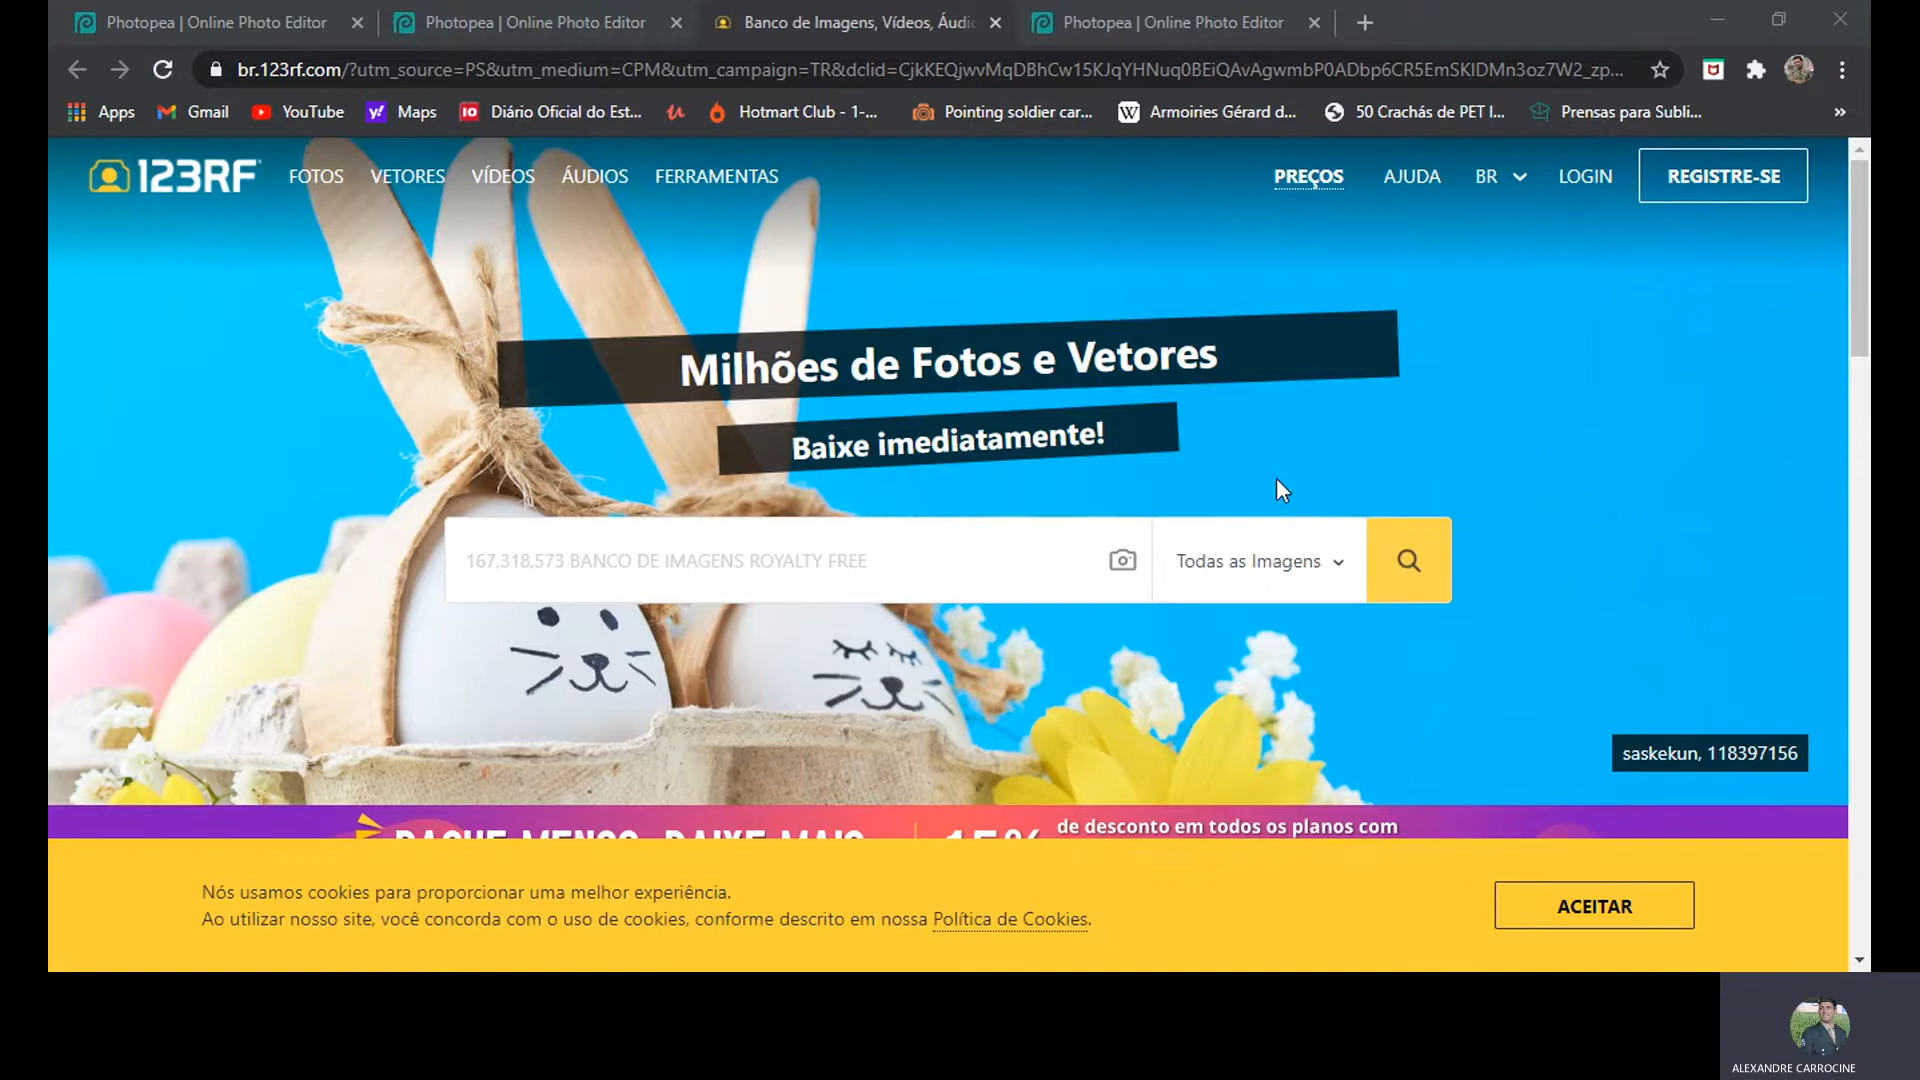 Photopea | Online Photo Editor
Photopea | Online Photo Editor
Banco de Imagens, Vídeos, Áudi
Photopea | Online Photo Editor
br.123rf.com/?utm_source=PS&utm_medium=CPM&utm_campaign=TR&dclid=CjkKEQjwvMqDBhCw15KJqYHNuq0BEiQAvAgwmbP0ADbp6CR5EmSKIDMn3oz7W2_zp...
Apps
Gmail
YouTube
Maps
Diário Oficial do Est...
Hotmart Club - 1-...
Pointing soldier car...
Armoiries Gérard d...
50 Crachás de PET I...
Prensas para Subli...
123RF
FOTOS
VETORES
VÍDEOS
ÁUDIOS
FERRAMENTAS
PREÇOS
AJUDA
BR
LOGIN
REGISTRE-SE
Milhões de Fotos e Vetores
Baixe imediatamente!
167,318,573 BANCO DE IMAGENS ROYALTY FREE
Todas as Imagens
saskekun, 118397156
PAGUE MENOS, BAIXE MAIS
15%
de desconto em todos os planos com
Nós usamos cookies para proporcionar uma melhor experiência.
Ao utilizar nosso site, você concorda com o uso de cookies, conforme descrito em nossa Política de Cookies.
ACEITAR
ALEXANDRE CARROCINE